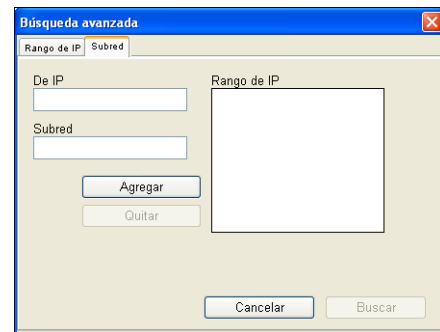 Búsqueda avanzada
Rango de IP Subred
De IP
Rango de IP
Subred
Agregar
Quitar
Cancelar
Buscar